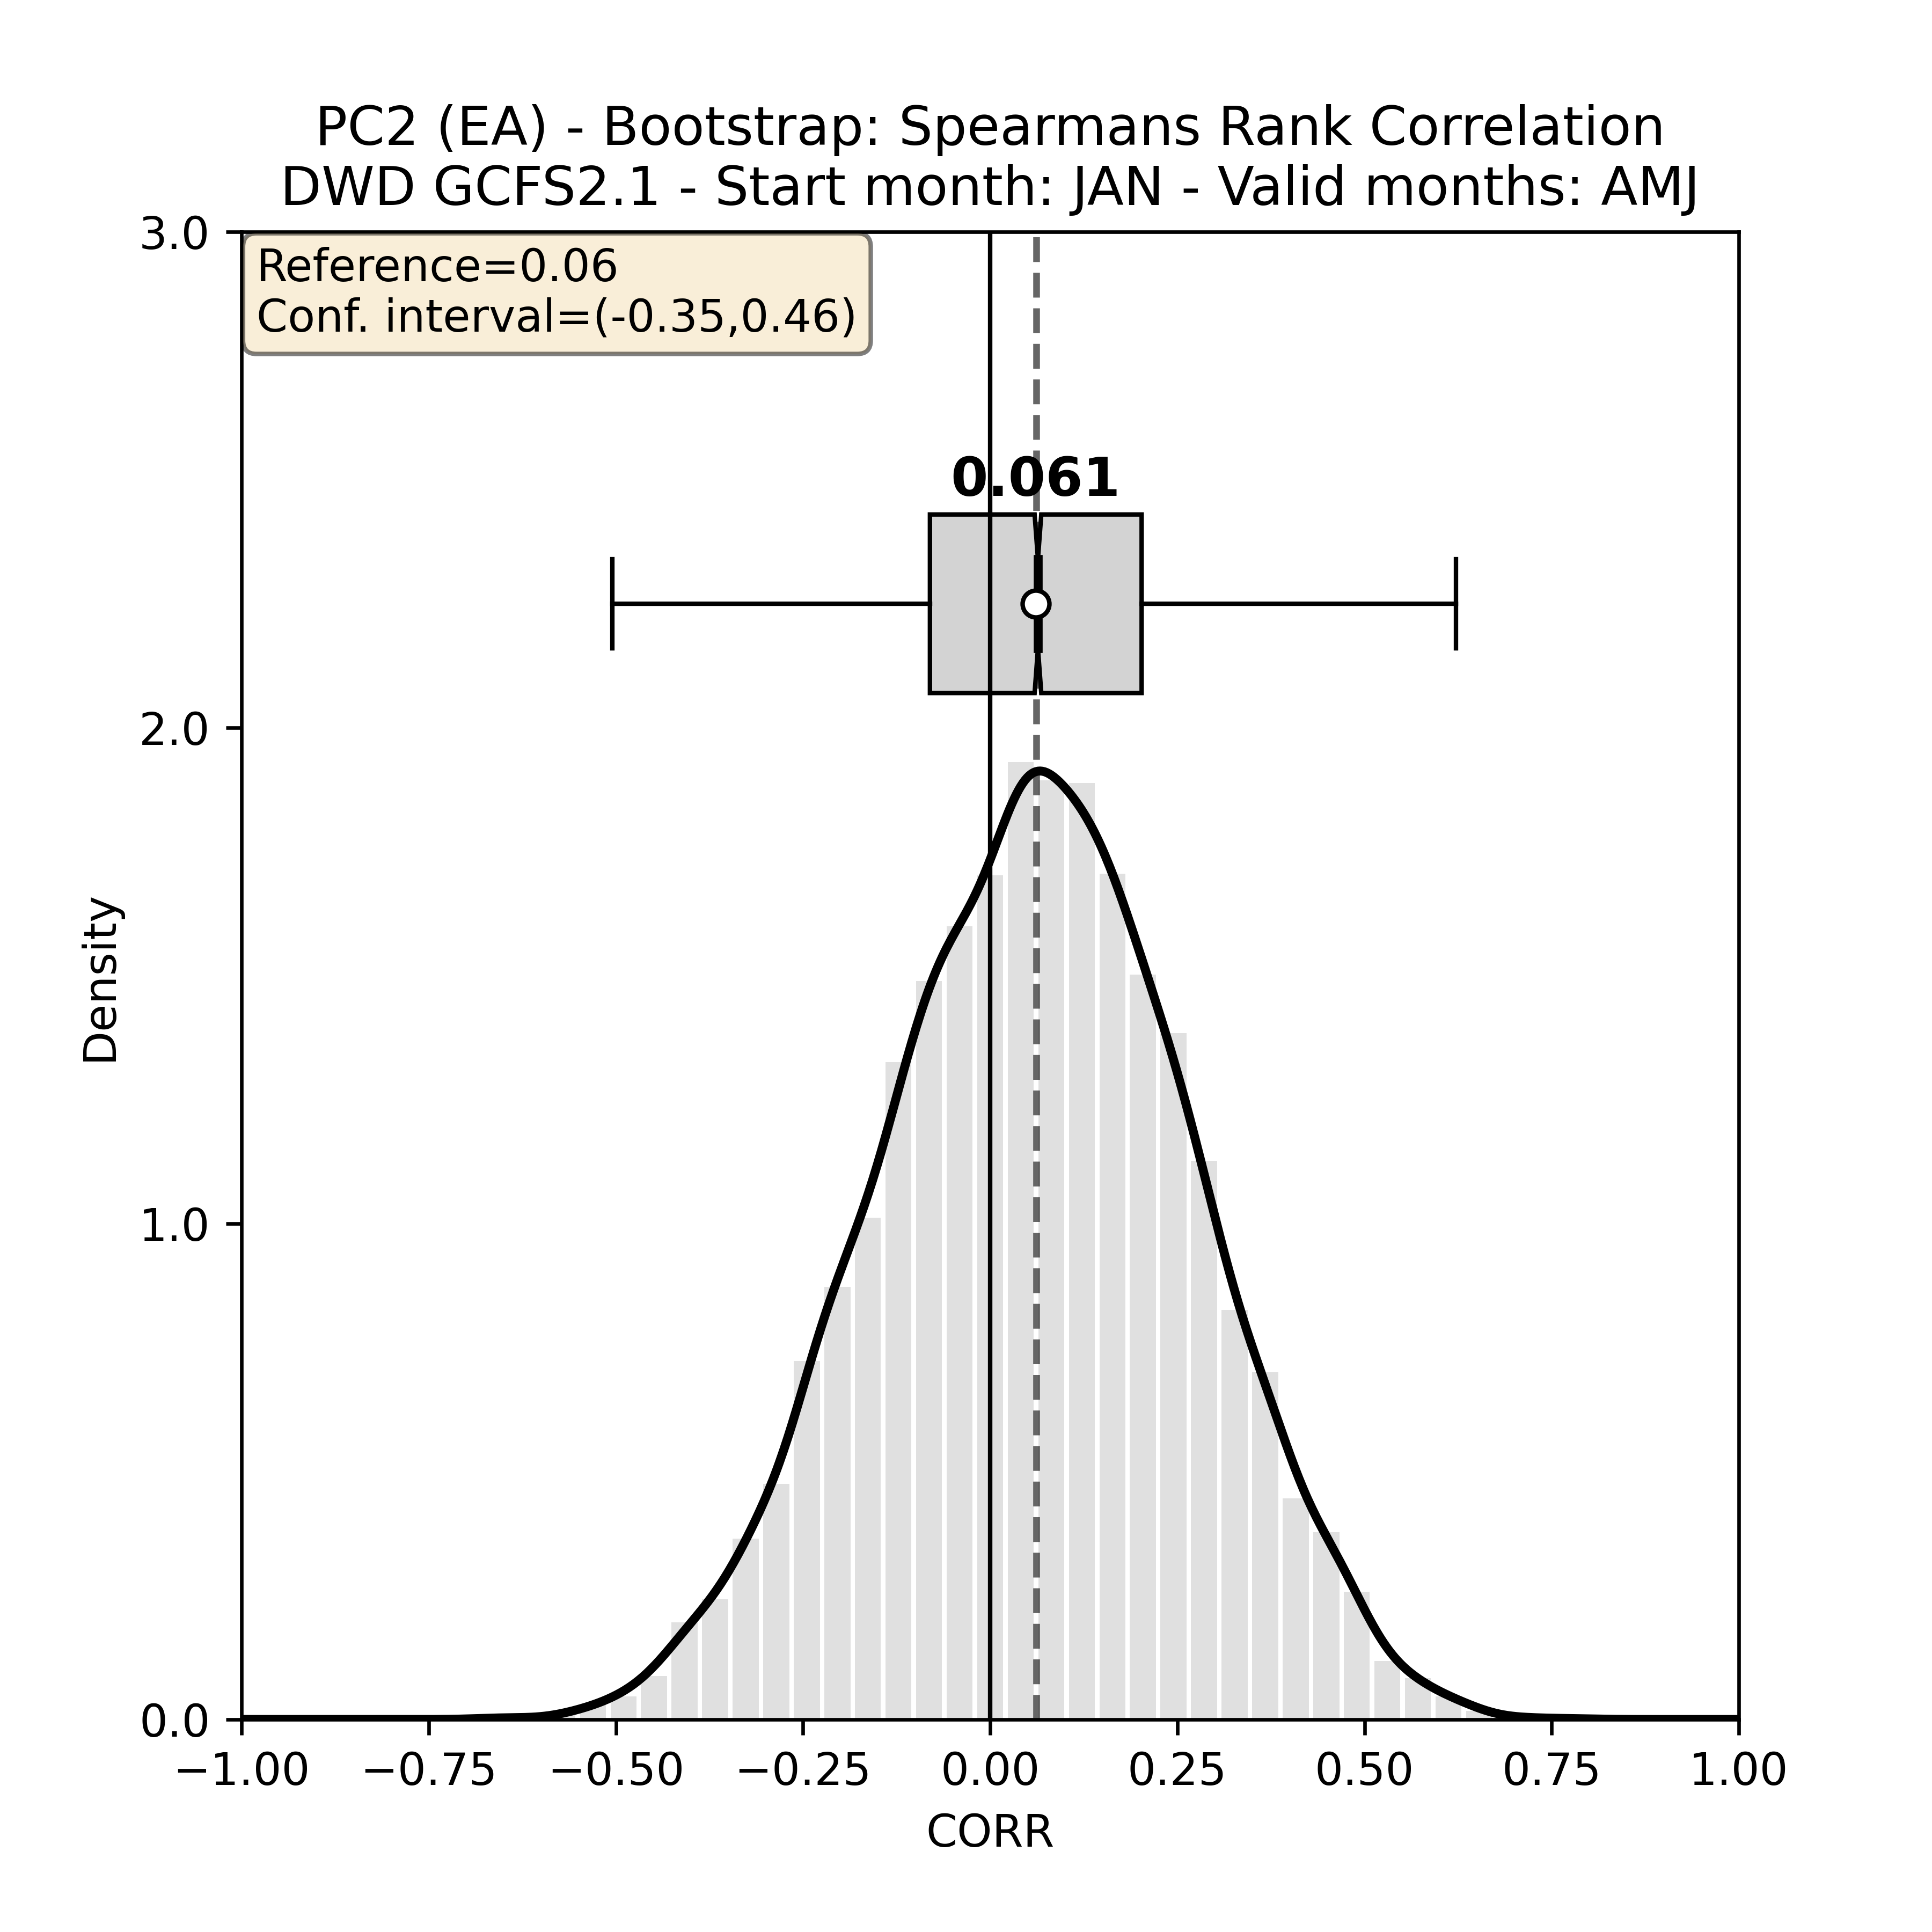 PC2 (EA) - Bootstrap: Spearmans Rank Correlation
DWD GCFS2.1 - Start month: JAN - Valid months: AMJ
Reference=0.06
Conf. interval=(-0.35,0.46)
0.061
3.0
2.0
1.0
0.0
Density
−1.00 −0.75 −0.50 −0.25 0.00 0.25 0.50 0.75 1.00
CORR